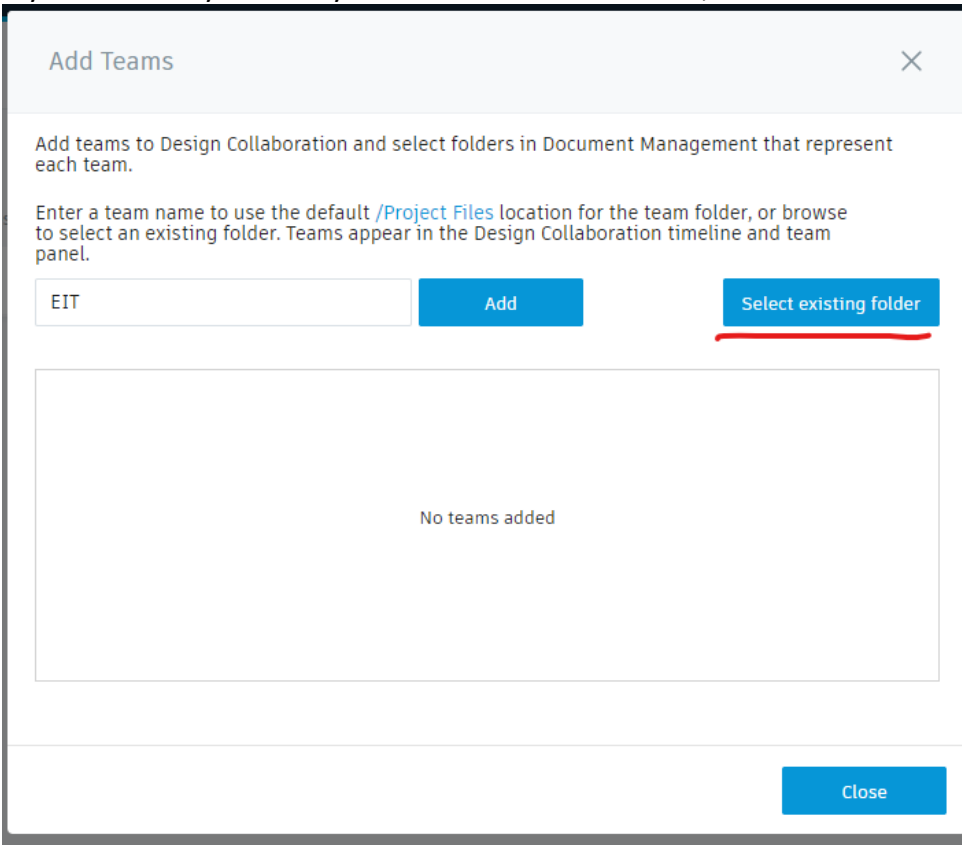 Add Teams
Add teams to Design Collaboration and select folders in Document Management that represent
each team.
Enter a team name to use the default /Project Files location for the team folder, or browse
to select an existing folder. Teams appear in the Design Collaboration timeline and team
panel.
EIT
Add
Select existing folder
No teams added
Close